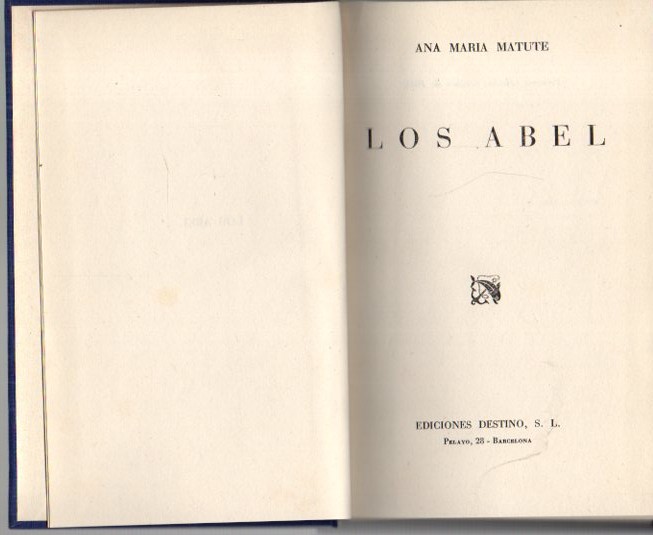 ANA MARIA MATUTE
LOS ABEL
EDICIONES DESTINO, S. L.
PELAYO, 28 - BARCELONA